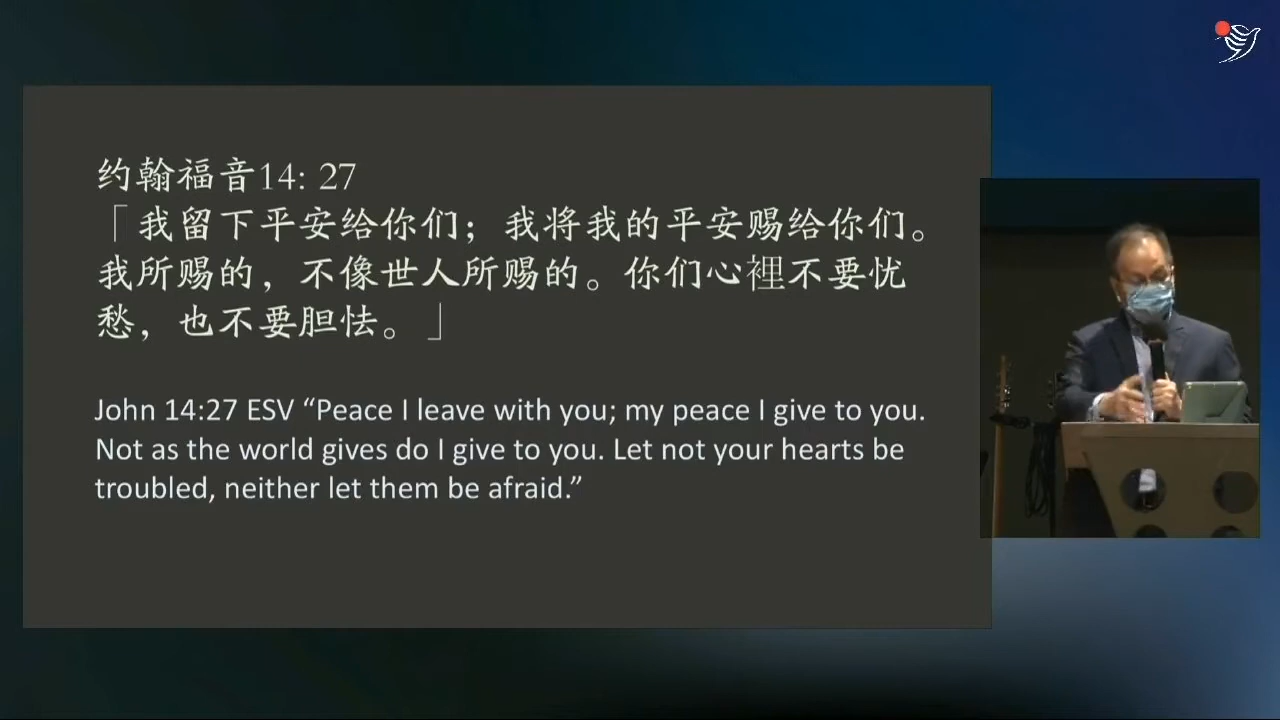 约翰福音14: 27
「我留下平安给你们；我将我的平安赐给你们。
我所赐的，不像世人所赐的。你们心裡不要忧
愁，也不要胆怯。」
John 14:27 ESV “Peace I leave with you; my peace I give to you.
Not as the world gives do I give to you. Let not your hearts be
troubled, neither let them be afraid.”